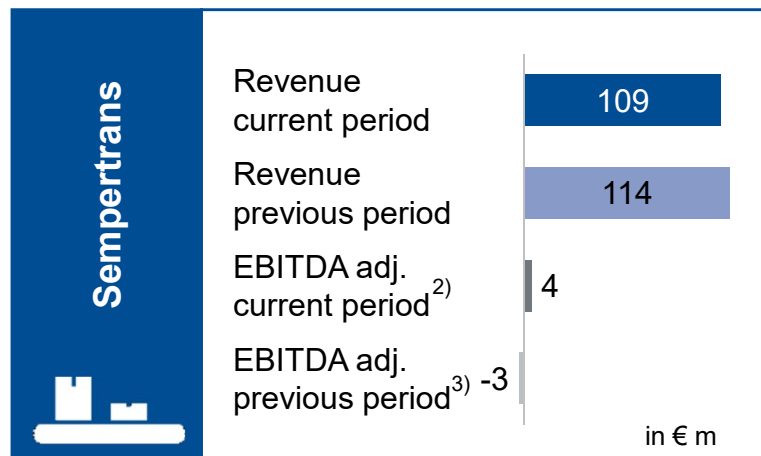 Sempertrans
Revenue
current period
109
Revenue
previous period
114
EBITDA adj.
current period2)
4
EBITDA adj.
previous period3)
-3
in € m